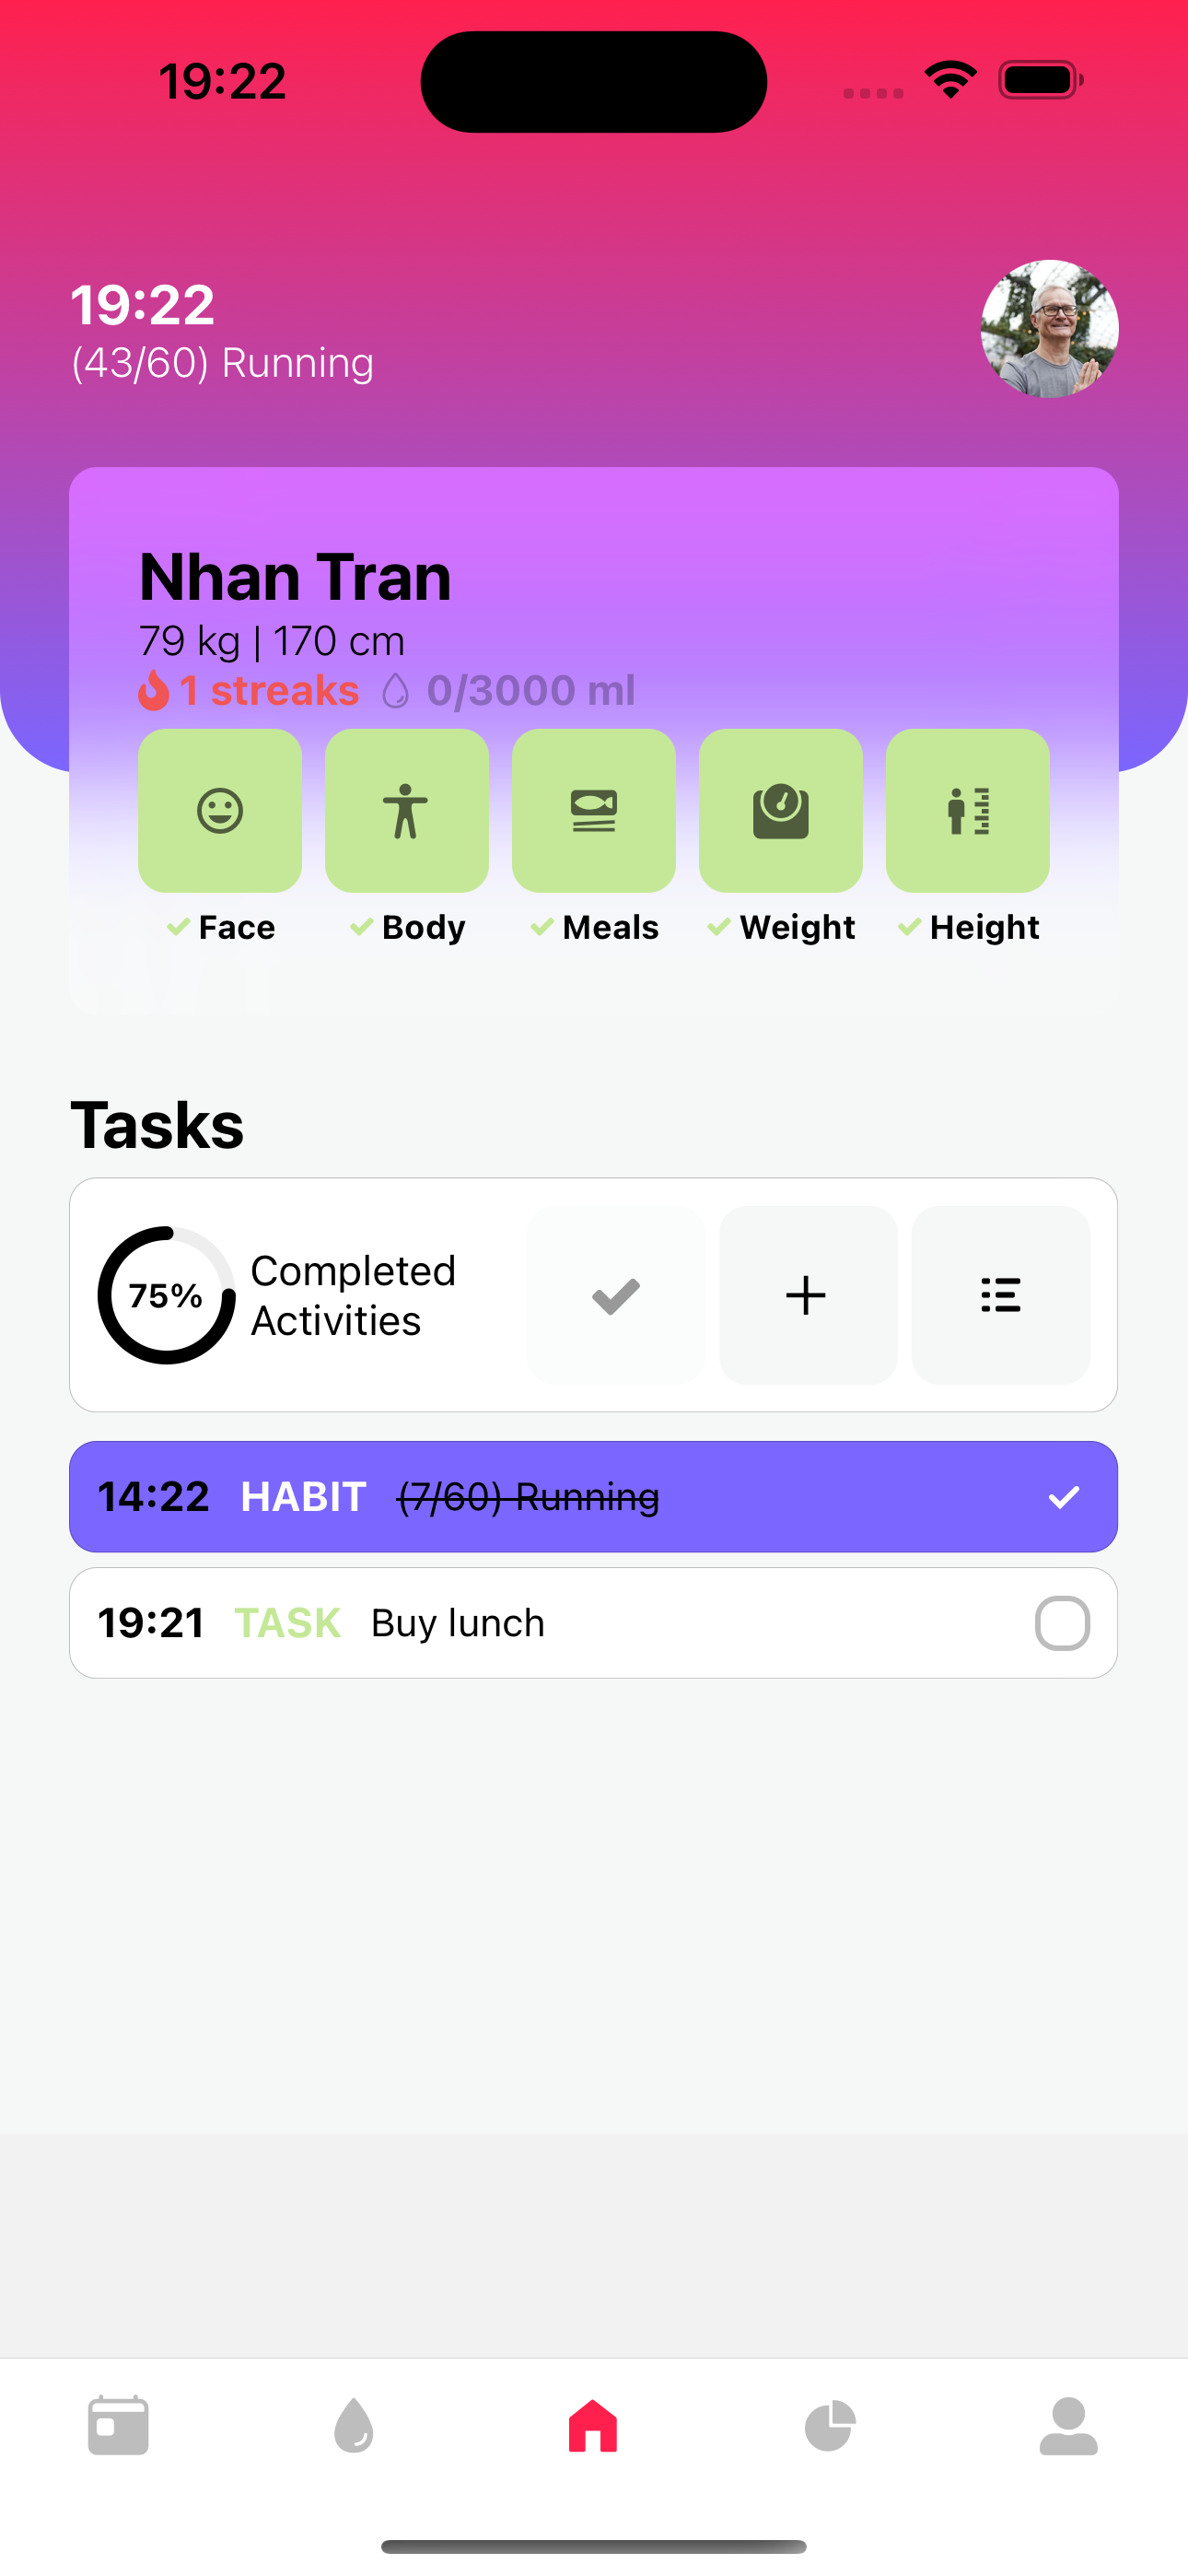 19:22
19:22
(43/60) Running
Nhan Tran
79 kg | 170 cm
1 streaks 0/3000 ml
Face Body Meals Weight Height
Tasks
75% Completed
Activities
14:22 HABIT (7/60) Running
19:21 TASK Buy lunch